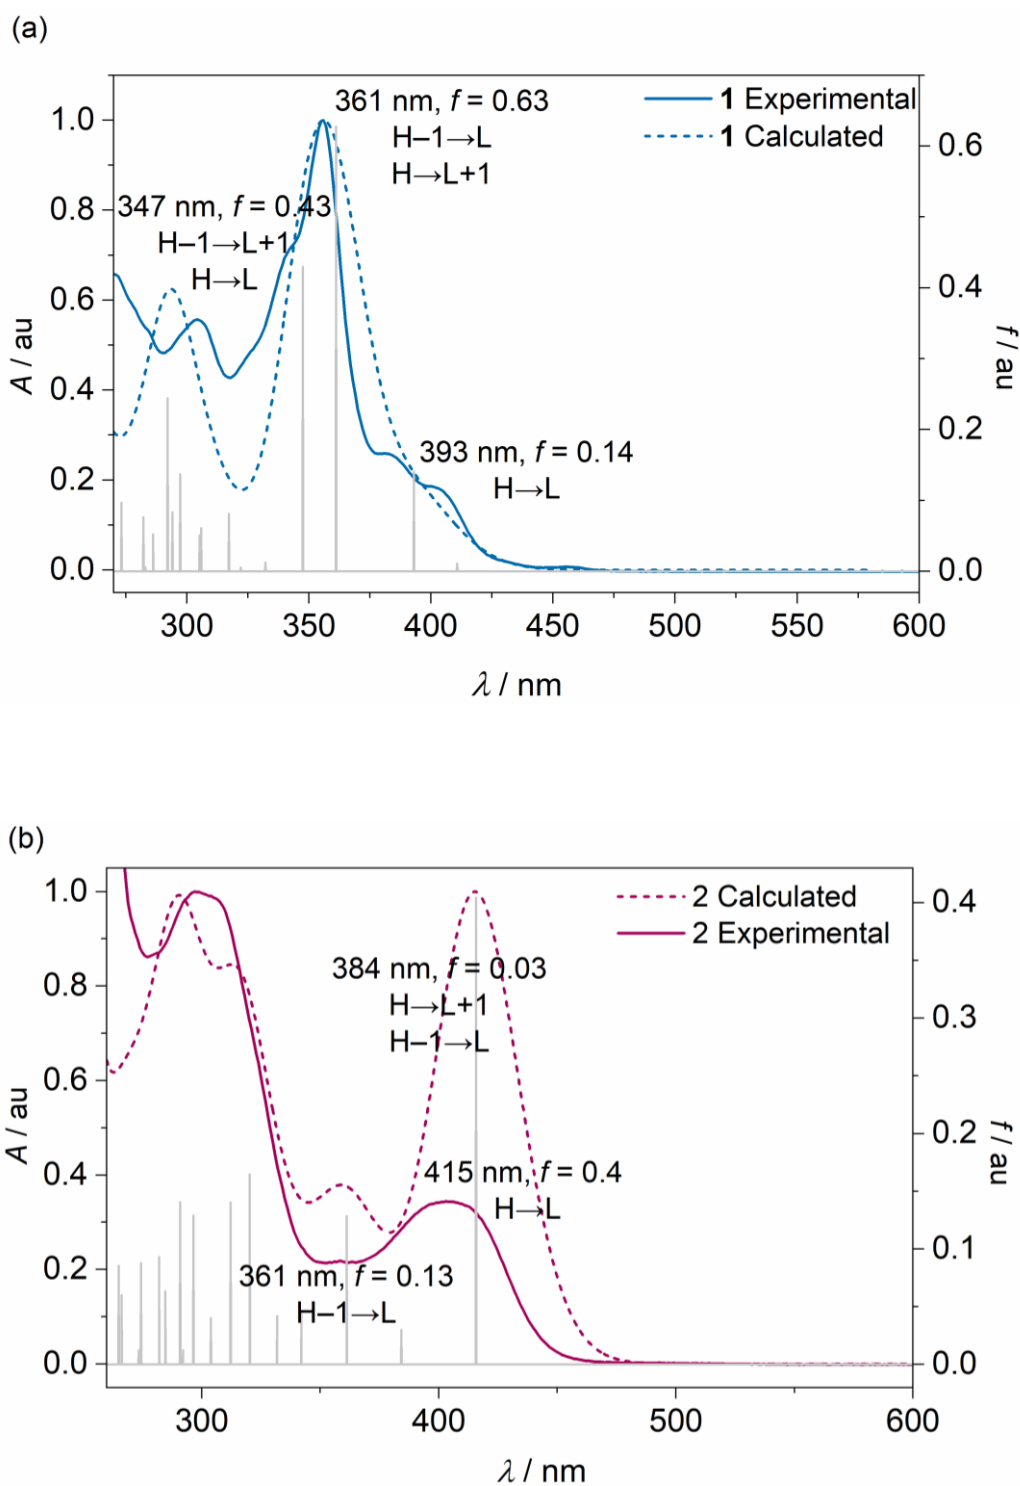 (a)
361 nm, f = 0.63
H–1→L
H→L+1
1 Experimental
1 Calculated
347 nm, f = 0.43
H–1→L+1
H→L
393 nm, f = 0.14
H→L
1.0
0.8
0.6
0.4
0.2
0.0
A / au
0.6
0.4
0.2
0.0
f / au
300 350 400 450 500 550 600
λ / nm
(b)
2 Calculated
2 Experimental
384 nm, f = 0.03
H→L+1
H–1→L
415 nm, f = 0.4
H→L
361 nm, f = 0.13
H–1→L
1.0
0.8
0.6
0.4
0.2
0.0
A / au
0.4
0.3
0.2
0.1
0.0
f / au
300 400 500 600
λ / nm